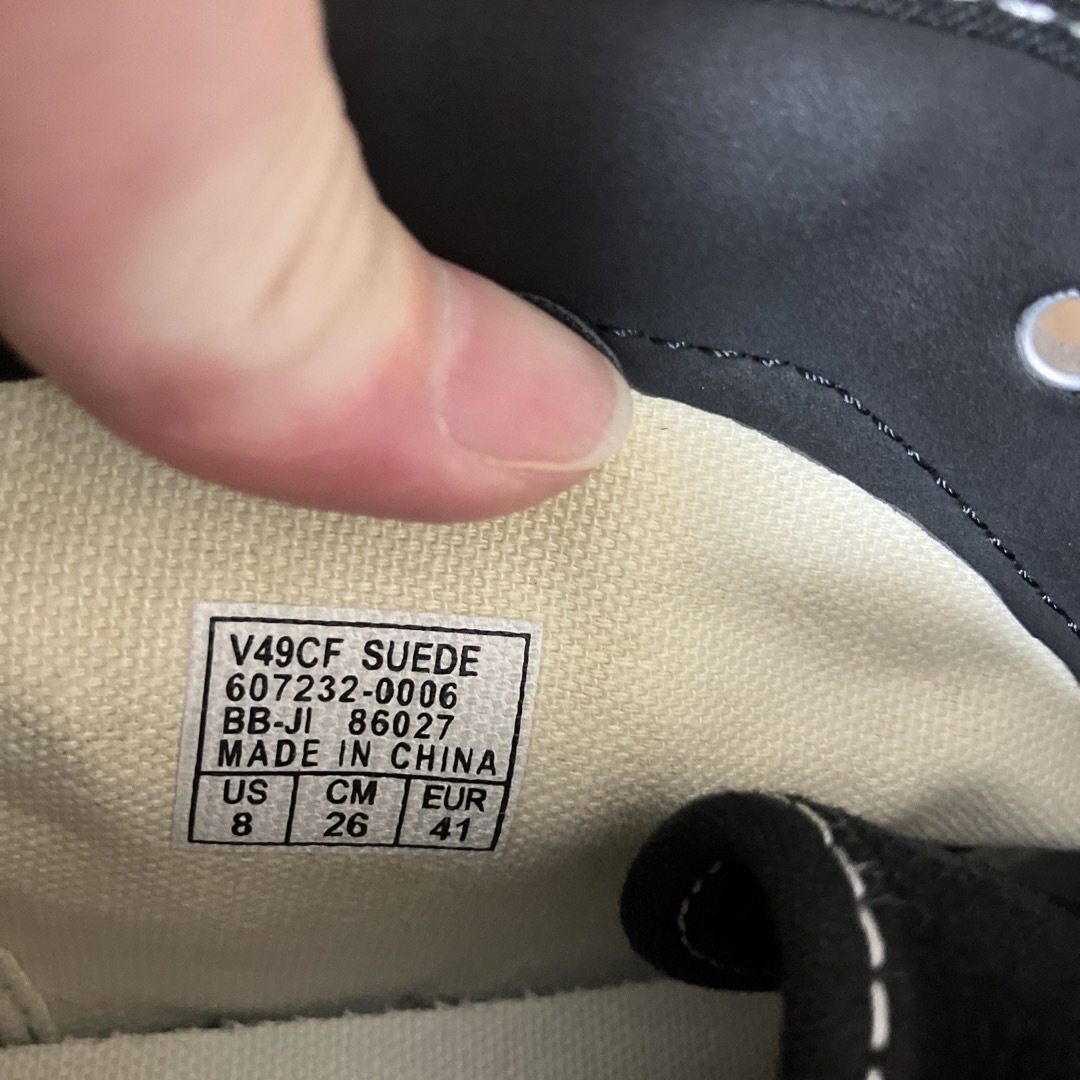 V49CF SUEDE
607232-0006
BB-JI 86027
MADE IN CHINA
US CM EUR
8 26 41